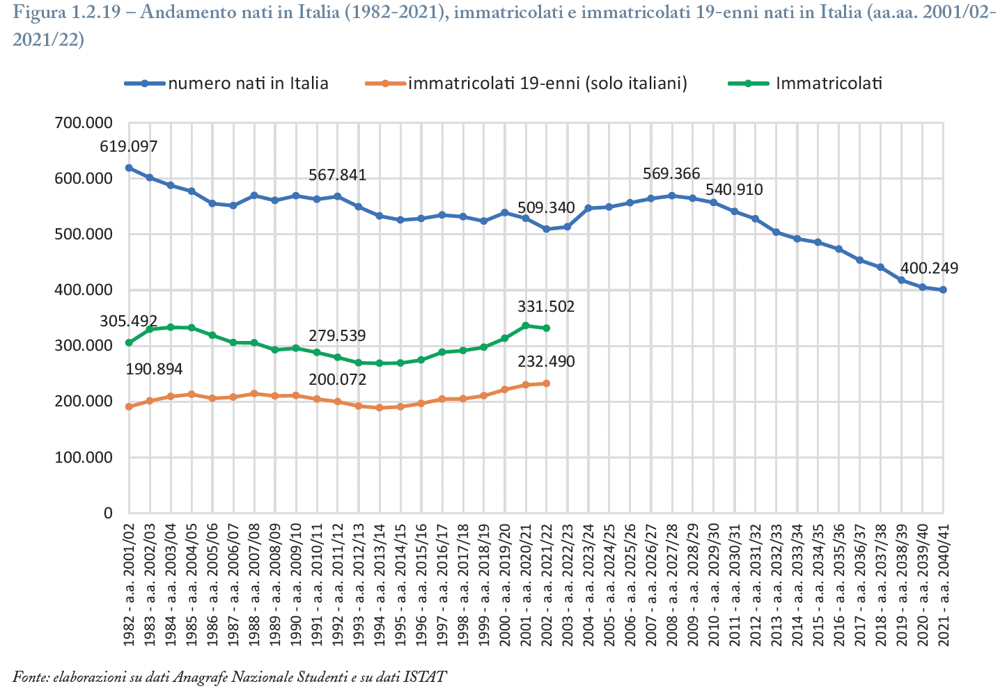 Figura 1.2.19 – Andamento nati in Italia (1982-2021), immatricolati e immatricolati 19-enni nati in Italia (aa.aa. 2001/02-
2021/22)
numero nati in Italia
immatricolati 19-enni (solo italiani)
Immatricolati
700.000
600.000
500.000
400.000
300.000
200.000
100.000
0
619.097
567.841
509.340
569.366
540.910
400.249
305.492
279.539
331.502
190.894
200.072
232.490
1982 - a.a. 2001/02
1983 - a.a. 2002/03
1984 - a.a. 2003/04
1985 - a.a. 2004/05
1986 - a.a. 2005/06
1987 - a.a. 2006/07
1988 - a.a. 2007/08
1989 - a.a. 2008/09
1990 - a.a. 2009/10
1991 - a.a. 2010/11
1992 - a.a. 2011/12
1993 - a.a. 2012/13
1994 - a.a. 2013/14
1995 - a.a. 2014/15
1996 - a.a. 2015/16
1997 - a.a. 2016/17
1998 - a.a. 2017/18
1999 - a.a. 2018/19
2000 - a.a. 2019/20
2001 - a.a. 2020/21
2002 - a.a. 2021/22
2003 - a.a. 2022/23
2004 - a.a. 2023/24
2005 - a.a. 2024/25
2006 - a.a. 2025/26
2007 - a.a. 2026/27
2008 - a.a. 2027/28
2009 - a.a. 2028/29
2010 - a.a. 2029/30
2011 - a.a. 2030/31
2012 - a.a. 2031/32
2013 - a.a. 2032/33
2014 - a.a. 2033/34
2015 - a.a. 2034/35
2016 - a.a. 2035/36
2017 - a.a. 2036/37
2018 - a.a. 2037/38
2019 - a.a. 2038/39
2020 - a.a. 2039/40
2021 - a.a. 2040/41
Fonte: elaborazioni su dati Anagrafe Nazionale Studenti e su dati ISTAT